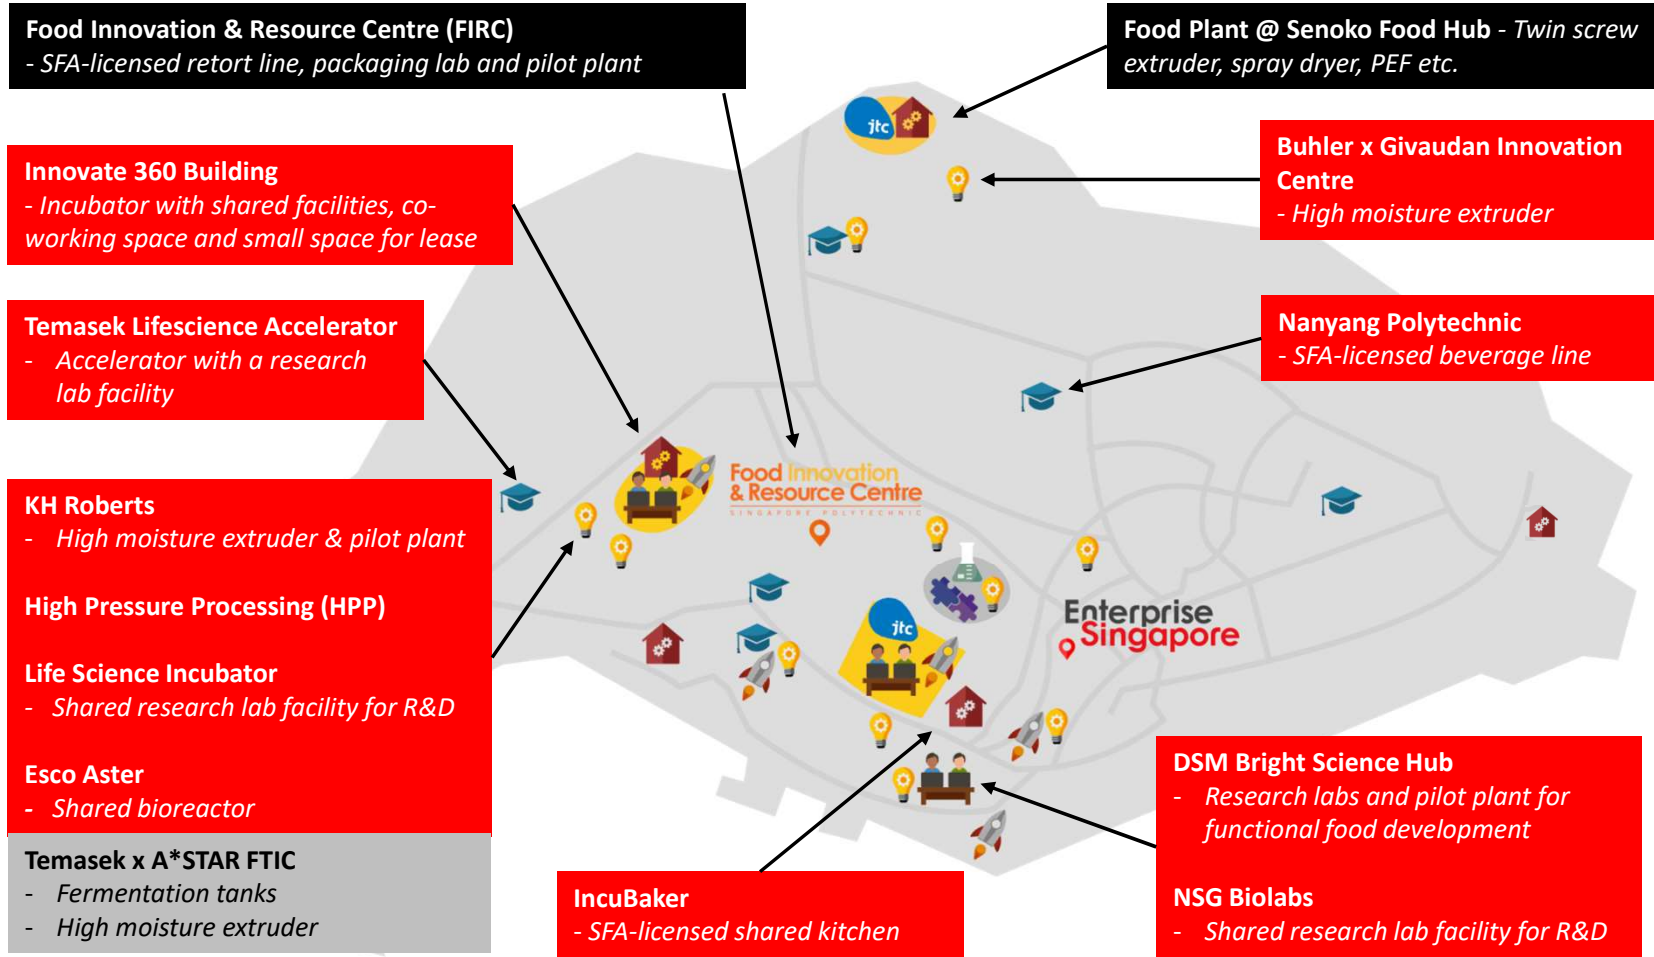 Food Innovation & Resource Centre (FIRC)
- SFA-licensed retort line, packaging lab and pilot plant
Food Plant @ Senoko Food Hub - Twin screw
extruder, spray dryer, PEF etc.
jtc
Buhler x Givaudan Innovation
Centre
- High moisture extruder
Innovate 360 Building
- Incubator with shared facilities, co-
working space and small space for lease
Temasek Lifescience Accelerator
- Accelerator with a research
lab facility
Nanyang Polytechnic
- SFA-licensed beverage line
Food Innovation
& Resource Centre
SINGAPORE POLYTECHNIC
KH Roberts
- High moisture extruder & pilot plant
High Pressure Processing (HPP)
Life Science Incubator
- Shared research lab facility for R&D
Esco Aster
- Shared bioreactor
Temasek x A*STAR FTIC
- Fermentation tanks
- High moisture extruder
jtc
Enterprise
Singapore
IncuBaker
- SFA-licensed shared kitchen
DSM Bright Science Hub
- Research labs and pilot plant for
functional food development
NSG Biolabs
- Shared research lab facility for R&D